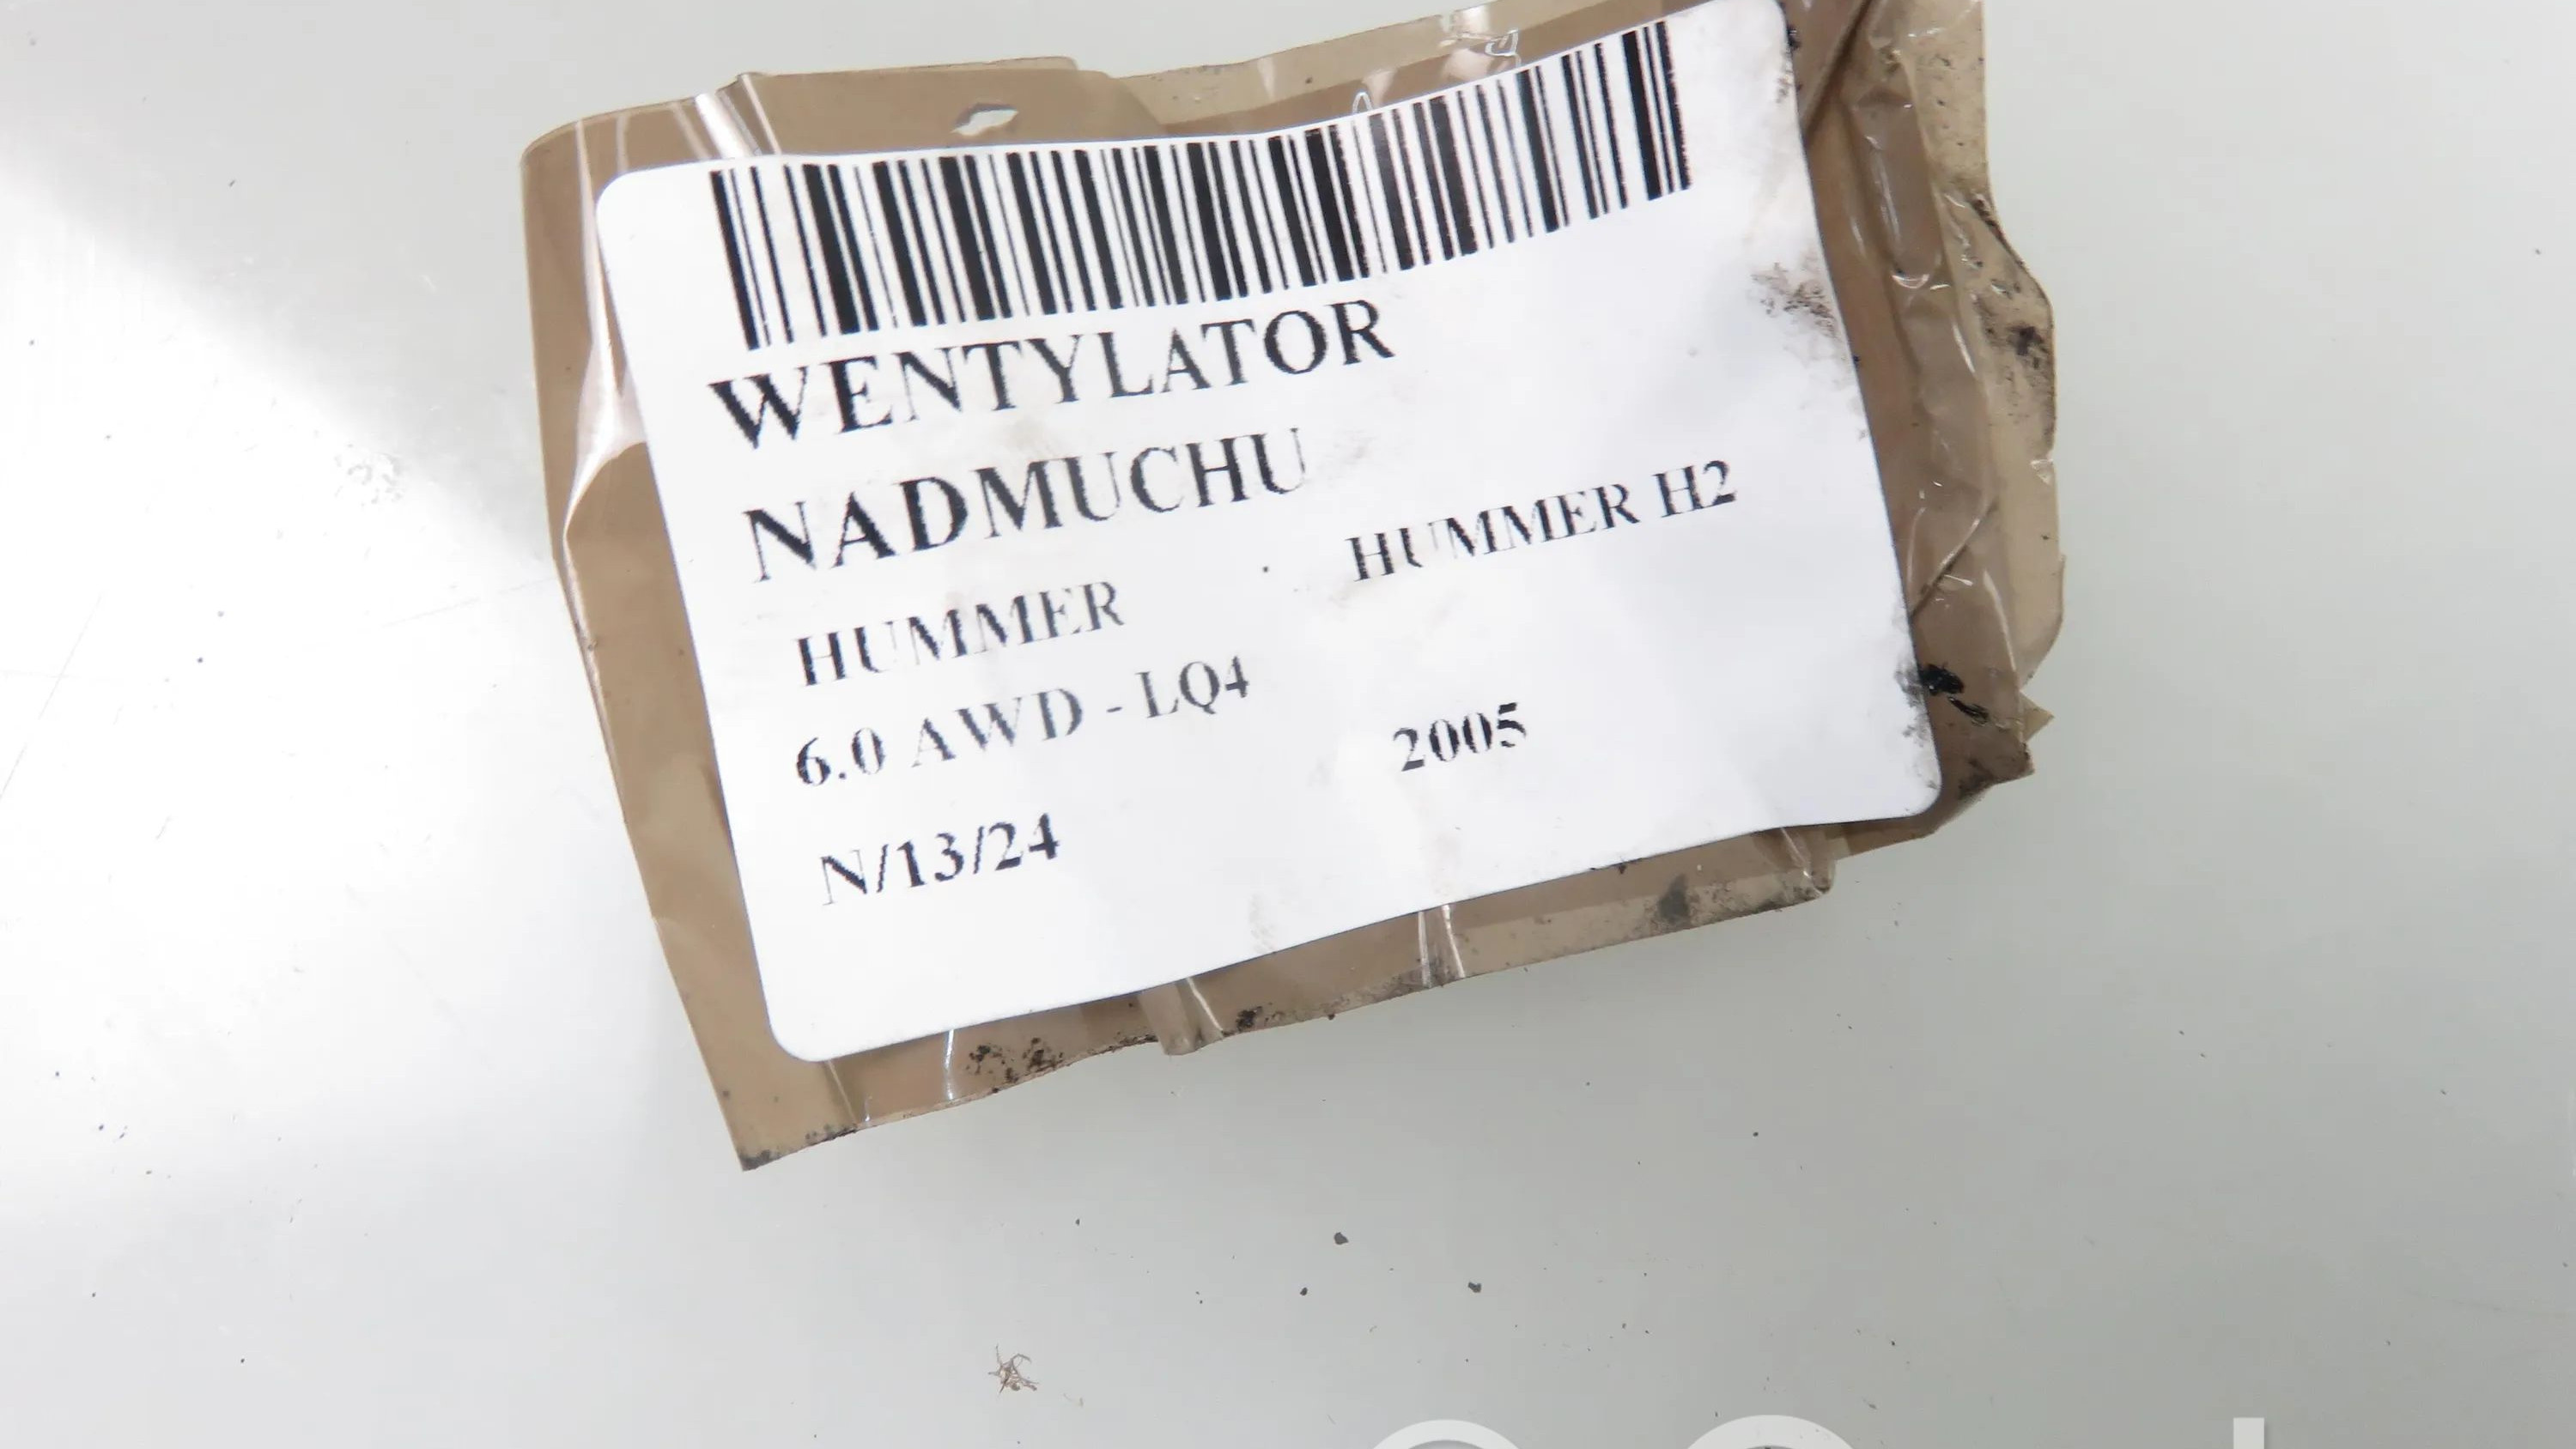 WENTYLATOR
NADMUCHU
HUMMER HUMMER H2
6.0 AWD - LQ4 2005
N/13/24